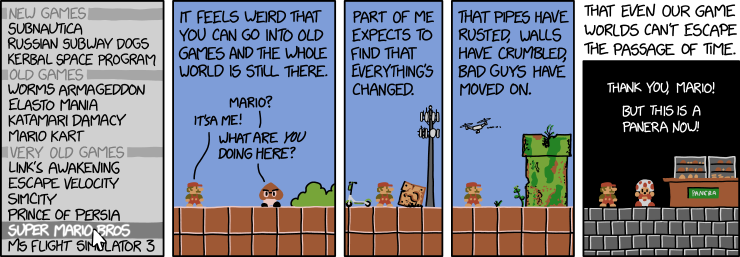 NEW GAMES
SUBNAUTICA
RUSSIAN SUBWAY DOGS
KERBAL SPACE PROGRAM
OLD GAMES
WORMS ARMAGEDDON
ELASTO MANIA
KATAMARI DAMACY
MARIO KART
VERY OLD GAMES
LINK'S AWAKENING
ESCAPE VELOCITY
SIMCITY
PRINCE OF PERSIA
SUPER MARIO BROS
MS FLIGHT SIMULATOR 3
IT FEELS WEIRD THAT
YOU CAN GO INTO OLD
GAMES AND THE WHOLE
WORLD IS STILL THERE.
MARIO?
IT'SA ME!
WHAT ARE YOU
DOING HERE?
PART OF ME
EXPECTS TO
FIND THAT
EVERYTHING'S
CHANGED.
THAT PIPES HAVE
RUSTED, WALLS
HAVE CRUMBLED,
BAD GUYS HAVE
MOVED ON.
THAT EVEN OUR GAME
WORLDS CAN'T ESCAPE
THE PASSAGE OF TIME.
THANK YOU, MARIO!
BUT THIS IS A
PANERA NOW!
PANERA